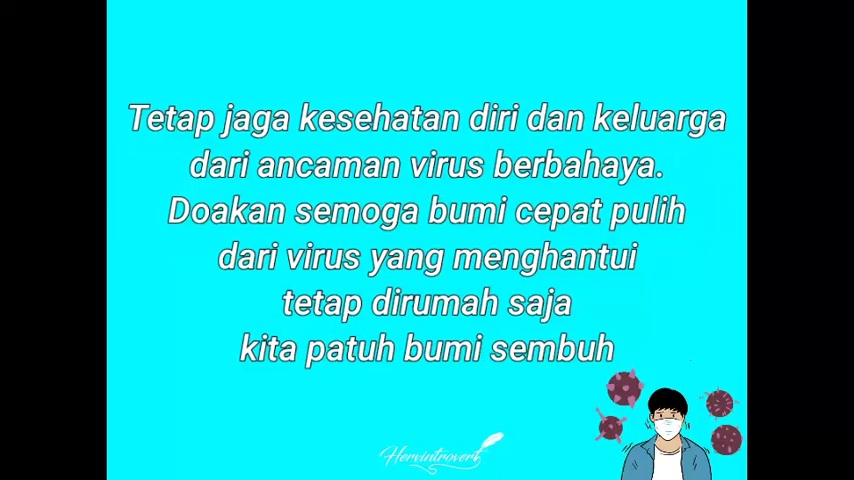 Tetap jaga kesehatan diri dan keluarga
dari ancaman virus berbahaya.
Doakan semoga bumi cepat pulih
dari virus yang menghantui
tetap dirumah saja
kita patuh bumi sembuh
Hervintrovert